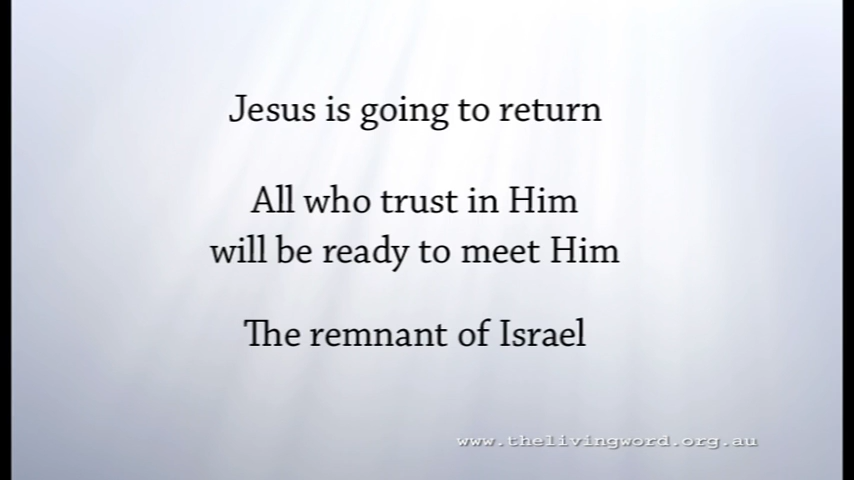 Jesus is going to return
All who trust in Him
will be ready to meet Him
The remnant of Israel
www.thelivingword.org.au